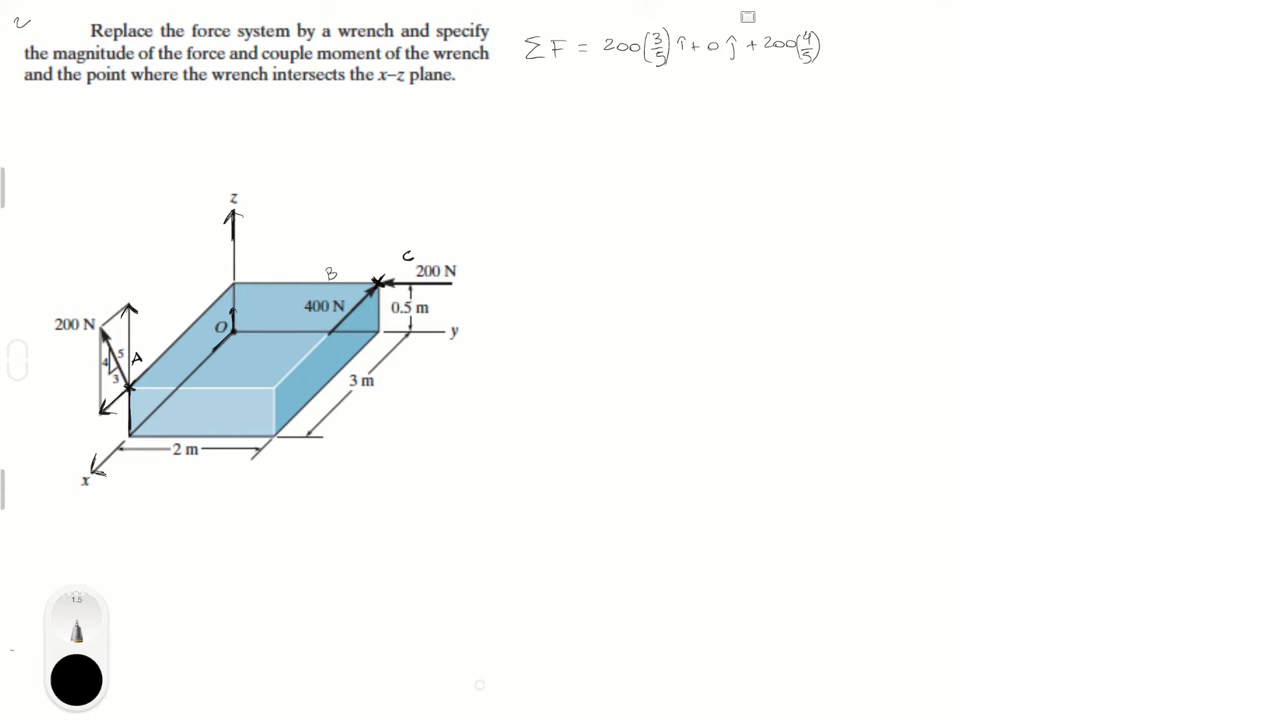 Replace the force system by a wrench and specify
the magnitude of the force and couple moment of the wrench
and the point where the wrench intersects the x–z plane.
ΣF = 200(3/5) î + 0 ĵ + 200(4/5)
z
C
B
200 N
400 N
0.5 m
200 N
O
y
A
5
4
3
3 m
2 m
x
1.5